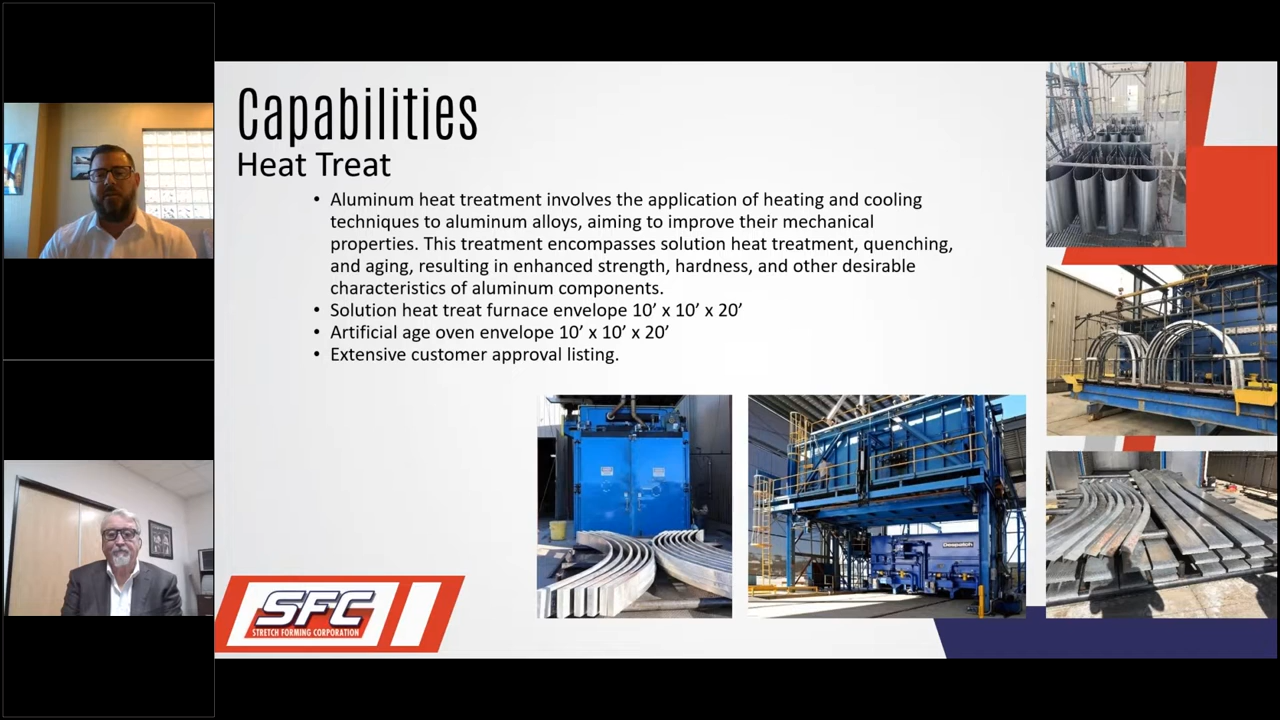 Capabilities
Heat Treat
• Aluminum heat treatment involves the application of heating and cooling
techniques to aluminum alloys, aiming to improve their mechanical
properties. This treatment encompasses solution heat treatment, quenching,
and aging, resulting in enhanced strength, hardness, and other desirable
characteristics of aluminum components.
• Solution heat treat furnace envelope 10’ x 10’ x 20’
• Artificial age oven envelope 10’ x 10’ x 20’
• Extensive customer approval listing.
SFC
STRETCH FORMING CORPORATION